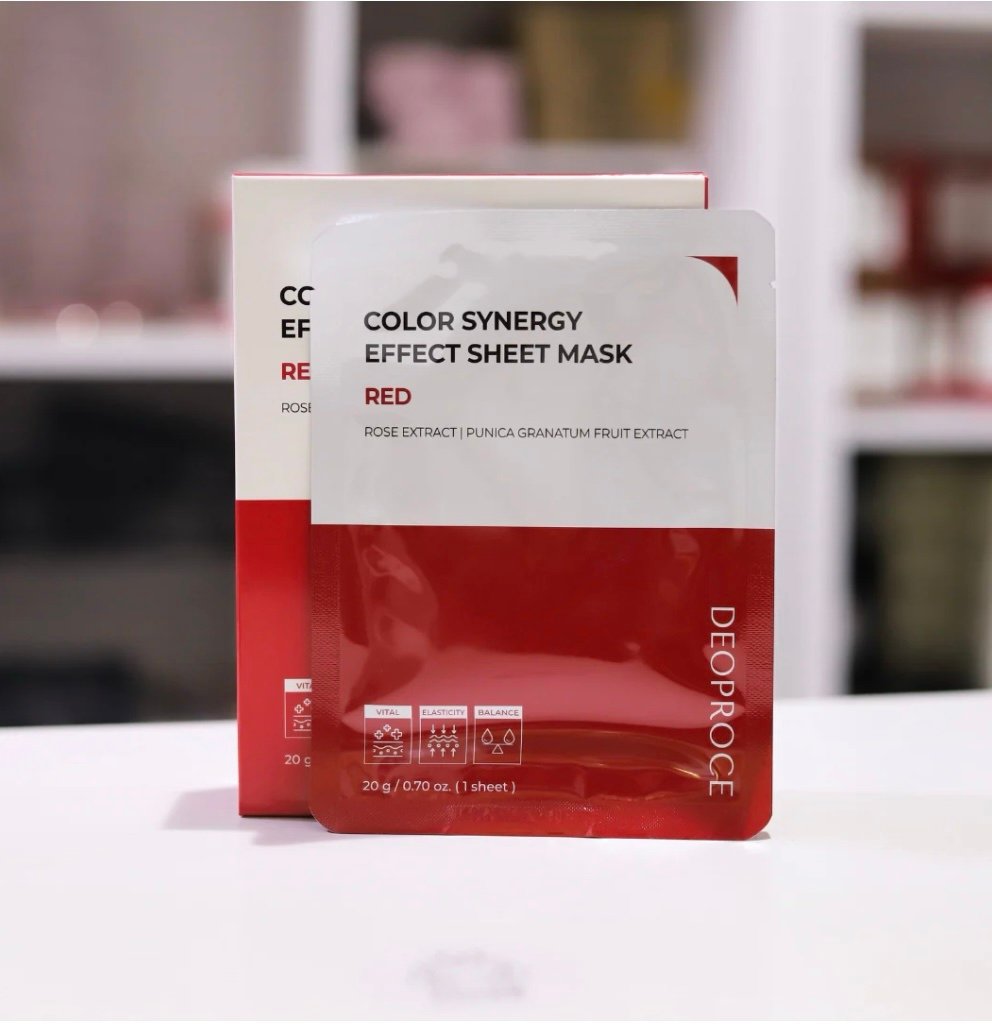 CO
EF
RE
ROSE
VITA
20 g
COLOR SYNERGY
EFFECT SHEET MASK
RED
ROSE EXTRACT | PUNICA GRANATUM FRUIT EXTRACT
VITAL ELASTICITY BALANCE
20 g / 0.70 oz. ( 1 sheet )
DEOPROCE